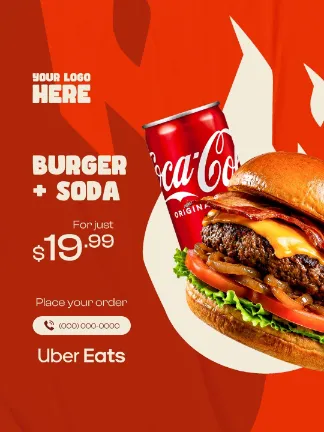 YOUR LOGO
HERE
BURGER
+ SODA
For just
$19.99
Place your order
(000) 000-0000
Uber Eats
Coca-Co
ORIGINA